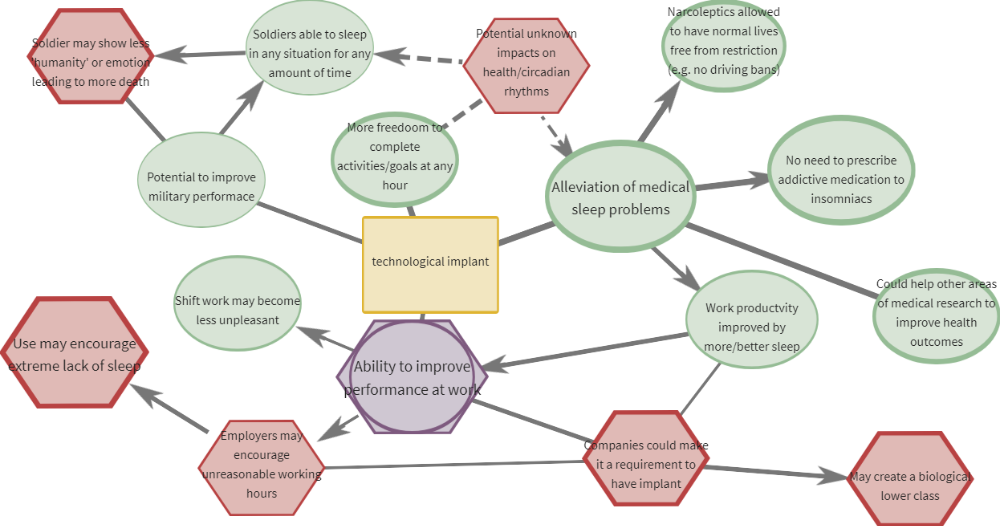 Soldier may show less
'humanity' or emotion
leading to more death
Soldiers able to sleep
in any situation for any
amount of time
Potential unknown
impacts on
health/circadian
rhythms
Narcoleptics allowed
to have normal lives
free from restriction
(e.g. no driving bans)
More freedoom to
complete
activities/goals at any
hour
Potential to improve
military performace
Alleviation of medical
sleep problems
No need to prescribe
addictive medication to
insomniacs
technological implant
Shift work may become
less unpleasant
Work productvity
improved by
more/better sleep
Could help other areas
of medical research to
improve health
outcomes
Use may encourage
extreme lack of sleep
Ability to improve
performance at work
Employers may
encourage
unreasonable working
hours
Companies could make
it a requirement to
have implant
May create a biological
lower class